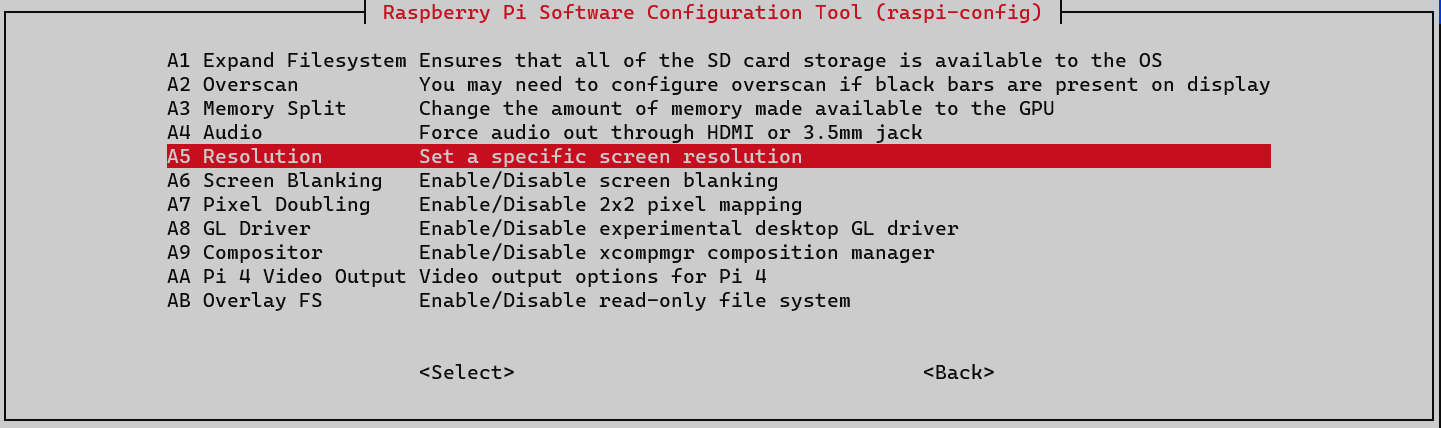 Raspberry Pi Software Configuration Tool (raspi-config)
A1 Expand Filesystem Ensures that all of the SD card storage is available to the OS
A2 Overscan You may need to configure overscan if black bars are present on display
A3 Memory Split Change the amount of memory made available to the GPU
A4 Audio Force audio out through HDMI or 3.5mm jack
A5 Resolution Set a specific screen resolution
A6 Screen Blanking Enable/Disable screen blanking
A7 Pixel Doubling Enable/Disable 2x2 pixel mapping
A8 GL Driver Enable/Disable experimental desktop GL driver
A9 Compositor Enable/Disable xcompmgr composition manager
AA Pi 4 Video Output Video output options for Pi 4
AB Overlay FS Enable/Disable read-only file system
<Select> <Back>